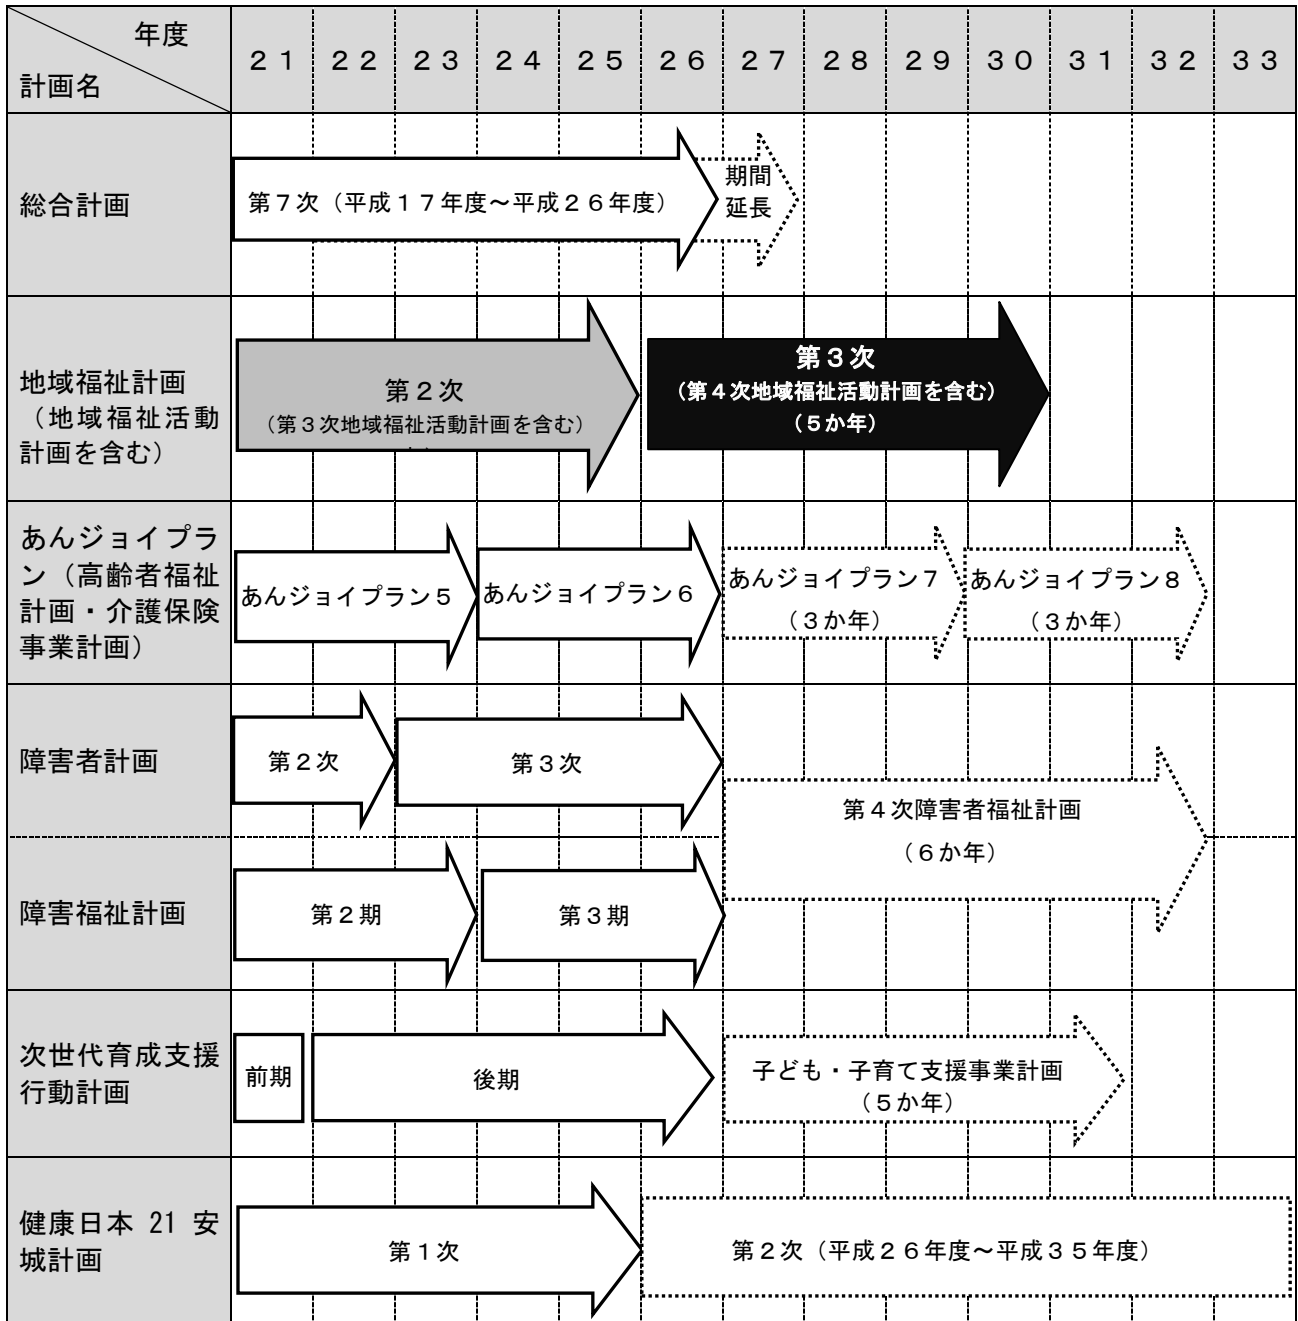 年度
計画名
２１ ２２ ２３ ２４ ２５ ２６ ２７ ２８ ２９ ３０ ３１ ３２ ３３
総合計画
第７次（平成１７年度～平成２６年度）
期間
延長
地域福祉計画
（地域福祉活動
計画を含む）
第２次
（第３次地域福祉活動計画を含む）
第３次
（第４次地域福祉活動計画を含む）
（５か年）
あんジョイプラ
ン（高齢者福祉
計画・介護保険
事業計画）
あんジョイプラン５
あんジョイプラン６
あんジョイプラン７
（３か年）
あんジョイプラン８
（３か年）
障害者計画
第２次
第３次
第４次障害者福祉計画
（６か年）
障害福祉計画
第２期
第３期
次世代育成支援
行動計画
前期
後期
子ども・子育て支援事業計画
（５か年）
健康日本 21 安
城計画
第１次
第２次（平成２６年度～平成３５年度）